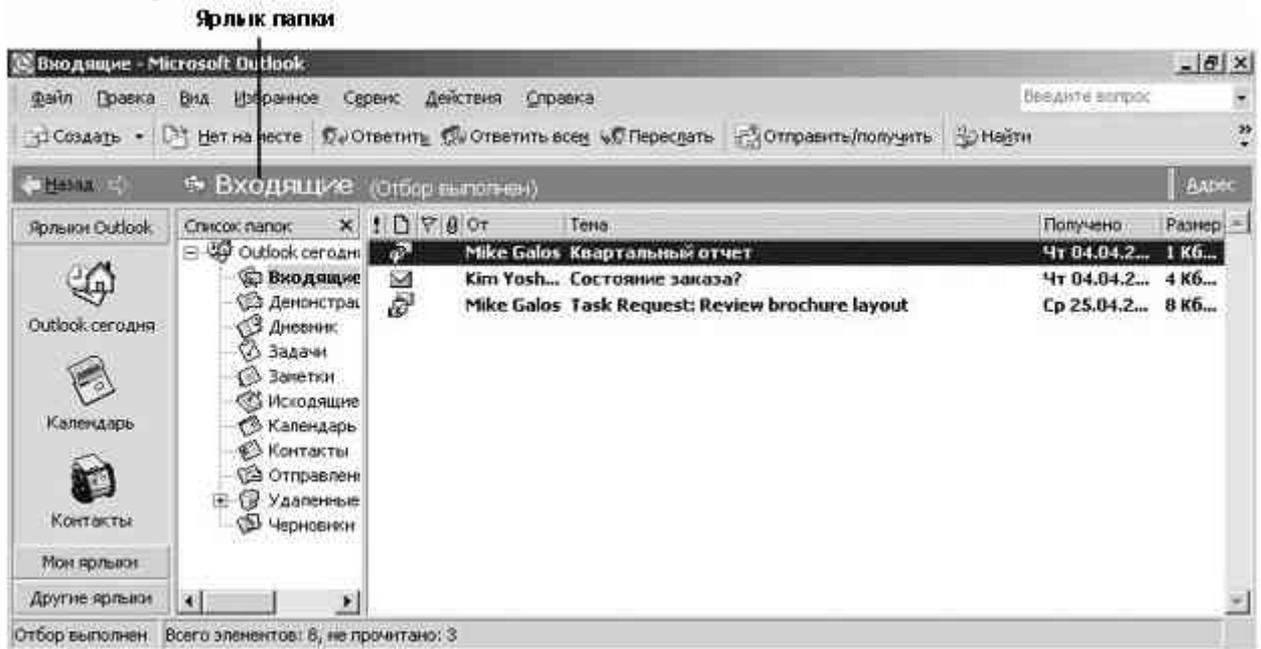 Ярлык папки
Входящие - Microsoft Outlook
Файл Правка Вид Избранное Сервис Действия Справка Введите вопрос
Создать Нет на месте Ответить Ответить всем Переслать Отправить/получить Найти
Назад Входящие (Отбор выполнен) Адрес
Ярлыки Outlook
Outlook сегодня
Календарь
Контакты
Мои ярлыки
Другие ярлыки
Список папок
Outlook сегодн
Входящие
Демонстрац
Дневник
Задачи
Заметки
Исходящие
Календарь
Контакты
Отправлен
Удаленные
Черновики
От Тема Получено Размер
Mike Galos Квартальный отчет Чт 04.04.2... 1 Кб...
Kim Yosh... Состояние заказа? Чт 04.04.2... 4 Кб...
Mike Galos Task Request: Review brochure layout Ср 25.04.2... 8 Кб...
Отбор выполнен Всего элементов: 8, не прочитано: 3